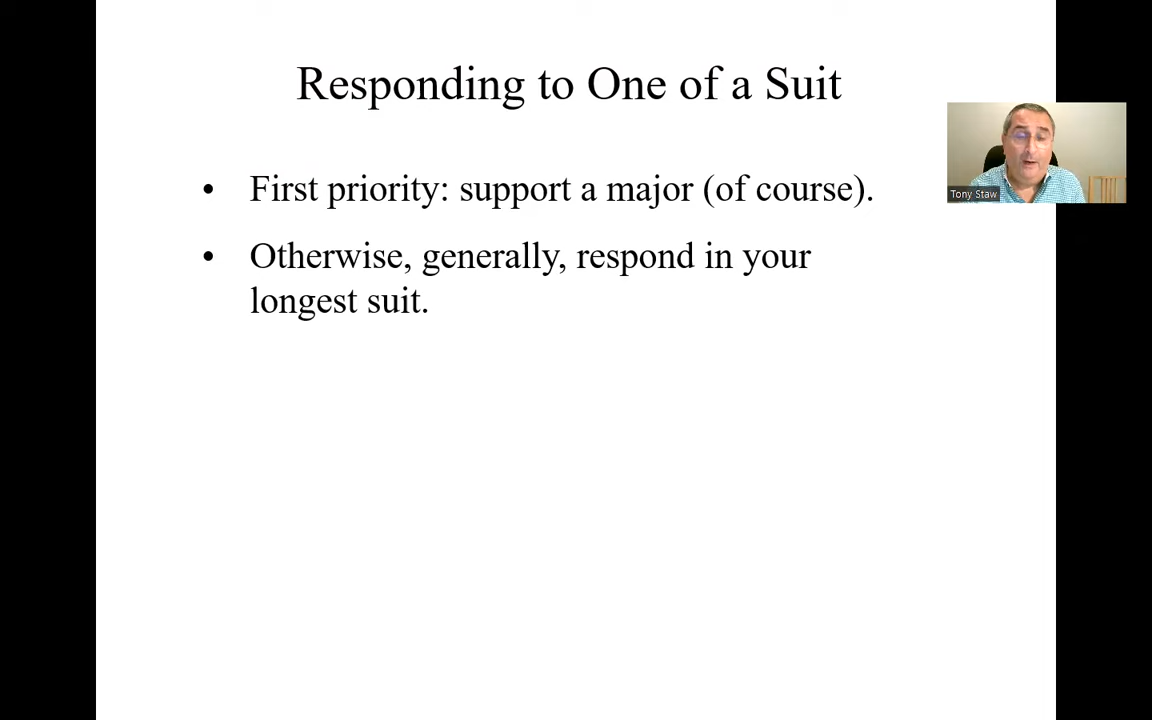 Responding to One of a Suit
• First priority: support a major (of course).
• Otherwise, generally, respond in your
longest suit.
Tony Staw